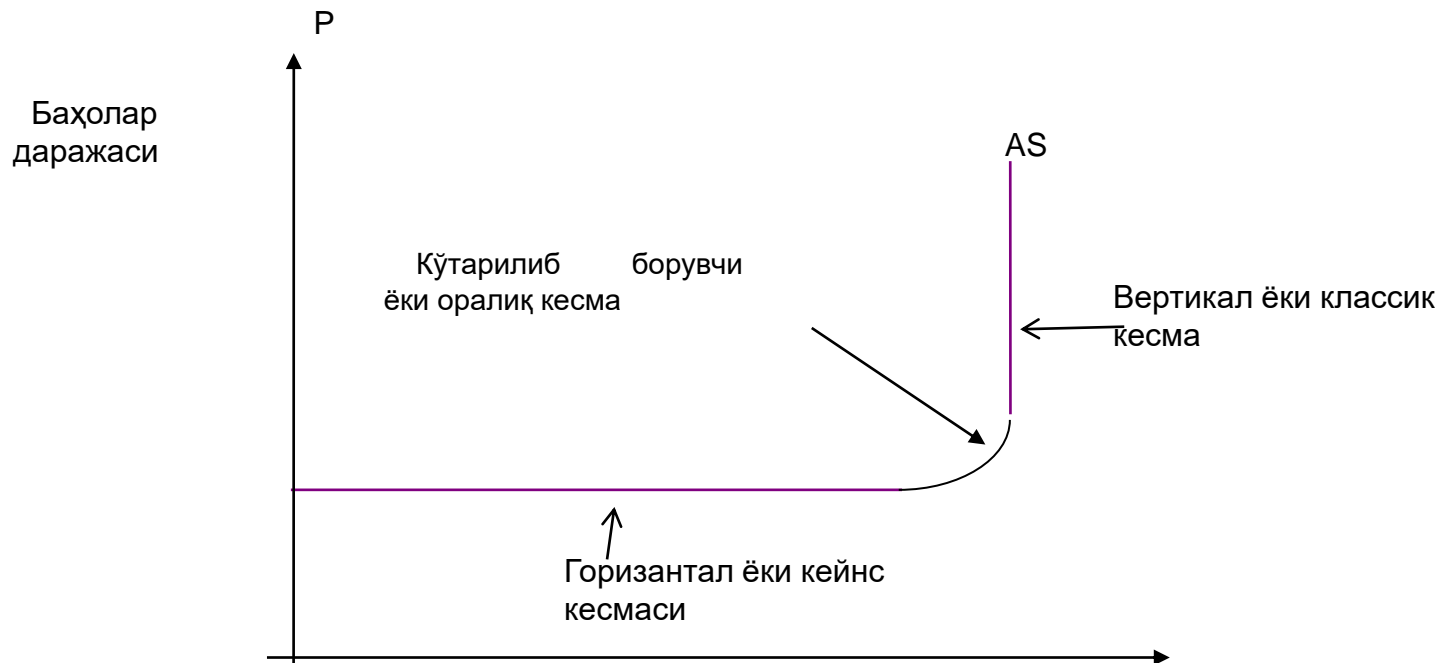 P
Баҳолар
даражаси
AS
Кўтарилиб борувчи
ёки оралиқ кесма
Вертикал ёки классик
кесма
Горизантал ёки кейнс
кесмаси